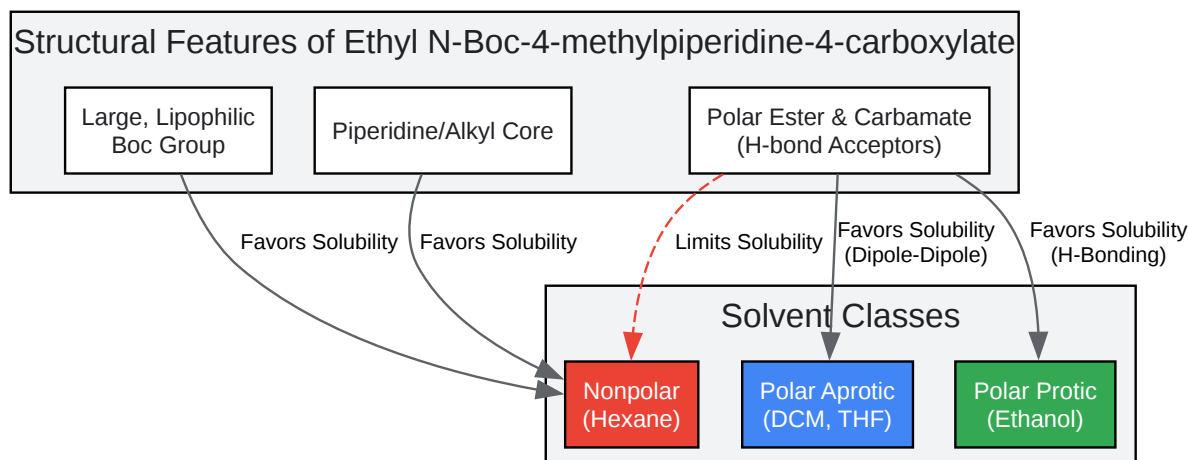 Structural Features of Ethyl N-Boc-4-methylpiperidine-4-carboxylate
Large, Lipophilic
Boc Group
Piperidine/Alkyl Core
Polar Ester & Carbamate
(H-bond Acceptors)
Favors Solubility
Favors Solubility
Limits Solubility
Favors Solubility
(Dipole-Dipole)
Favors Solubility
(H-Bonding)
Solvent Classes
Nonpolar
(Hexane)
Polar Aprotic
(DCM, THF)
Polar Protic
(Ethanol)